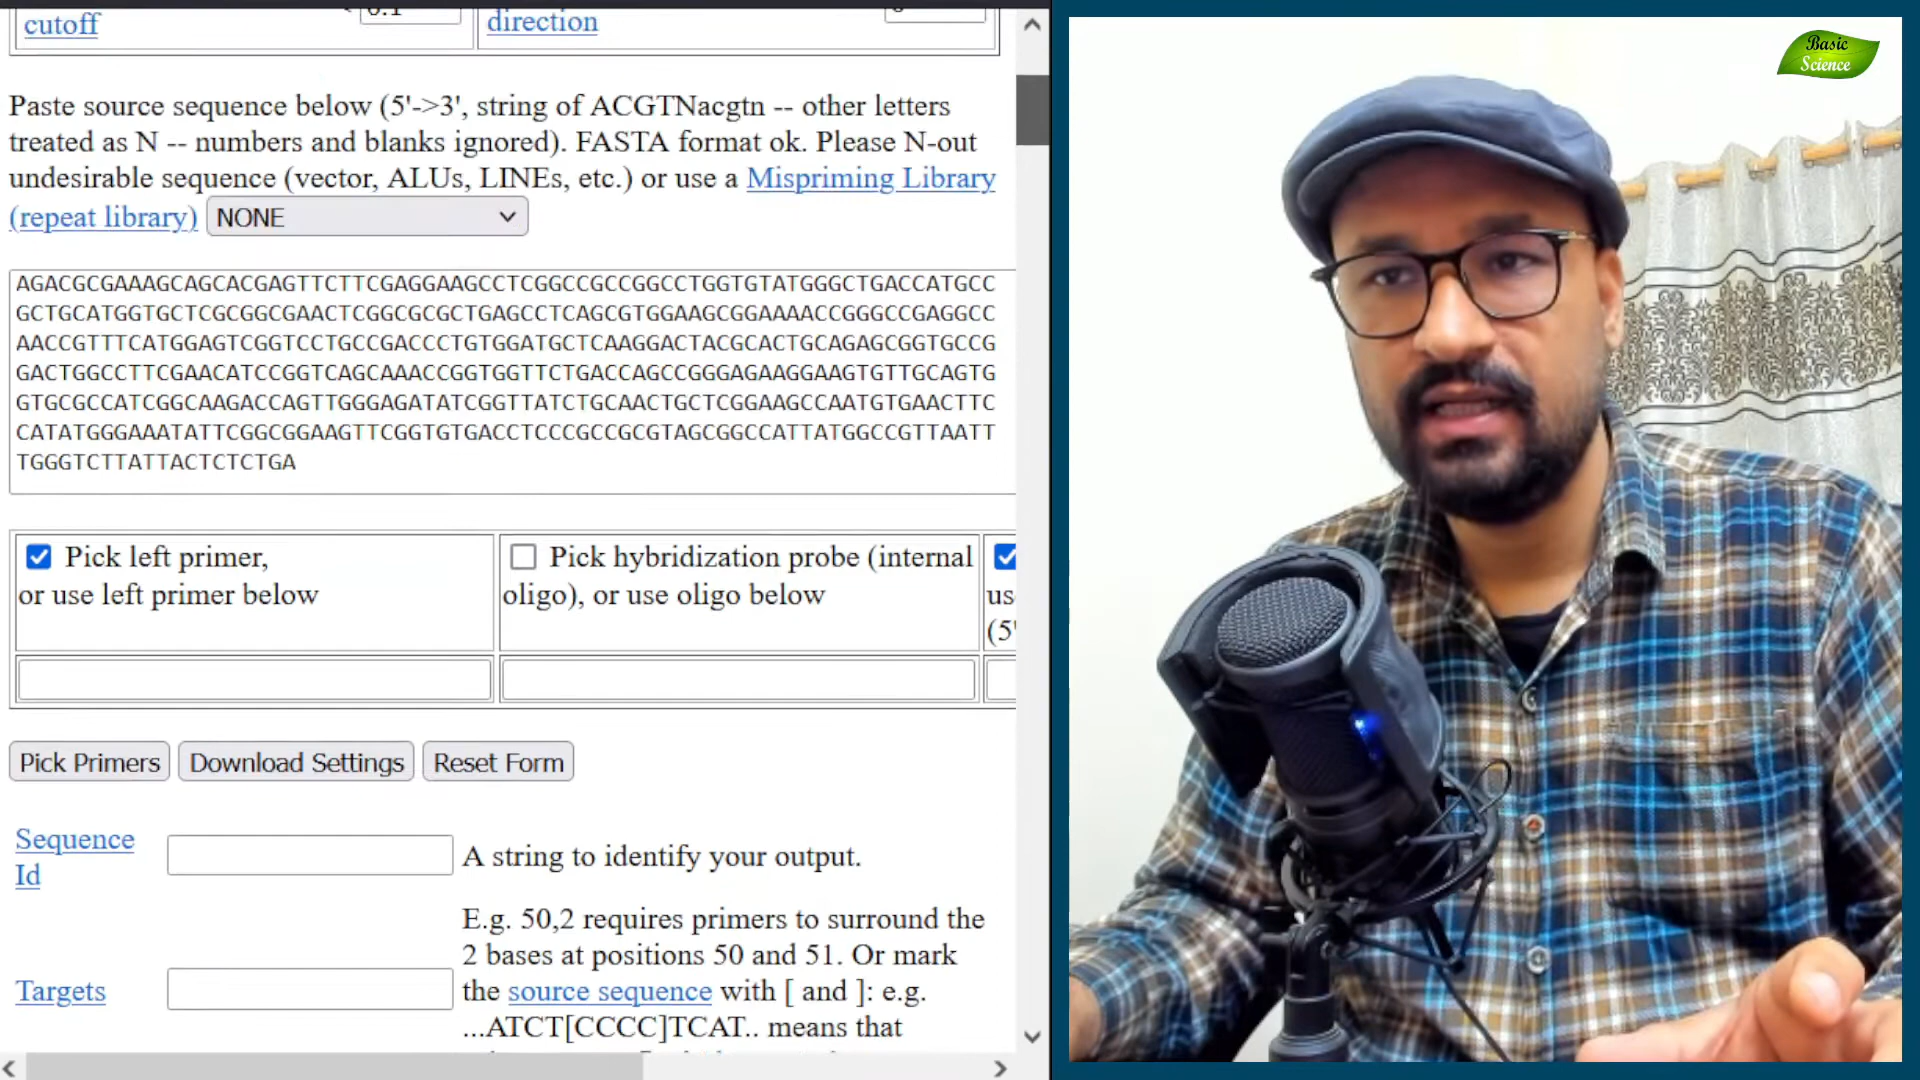 cutoff
direction
Paste source sequence below (5'->3', string of ACGTNacgtn -- other letters
treated as N -- numbers and blanks ignored). FASTA format ok. Please N-out
undesirable sequence (vector, ALUs, LINEs, etc.) or use a Mispriming Library
(repeat library) NONE
AGACGCGAAAGCAGCACGAGTTCTTCGAGGAAGCCTCGGCCGCCGGCCTGGTGTATGGGCTGACCATGCC
GCTGCATGGTGCTCGCGGCGAACTCGGCGCGCTGAGCCTCAGCGTGGAAGCGGAAAACCGGGCCGAGGCC
AACCGTTTCATGGAGTCGGTCCTGCCGACCCTGTGGATGCTCAAGGACTACGCACTGCAGAGCGGTGCCG
GACTGGCCTTCGAACATCCGGTCAGCAAACCGGTGGTTCTGACCAGCCGGGAGAAGGAAGTGTTGCAGTG
GTGCGCCATCGGCAAGACCAGTTGGGAGATATCGGTTATCTGCAACTGCTCGGAAGCCAATGTGAACTTC
CATATGGGAAATATTCGGCGGAAGTTCGGTGTGACCTCCCGCCGCGTAGCGGCCATTATGGCCGTTAATT
TGGGTCTTATTACTCTCTGA
Pick left primer,
or use left primer below
Pick hybridization probe (internal
oligo), or use oligo below
us
(5'
Pick Primers Download Settings Reset Form
Sequence
Id
A string to identify your output.
E.g. 50,2 requires primers to surround the
2 bases at positions 50 and 51. Or mark
Targets
the source sequence with [ and ]: e.g.
...ATCT[CCCC]TCAT.. means that
Basic
Science